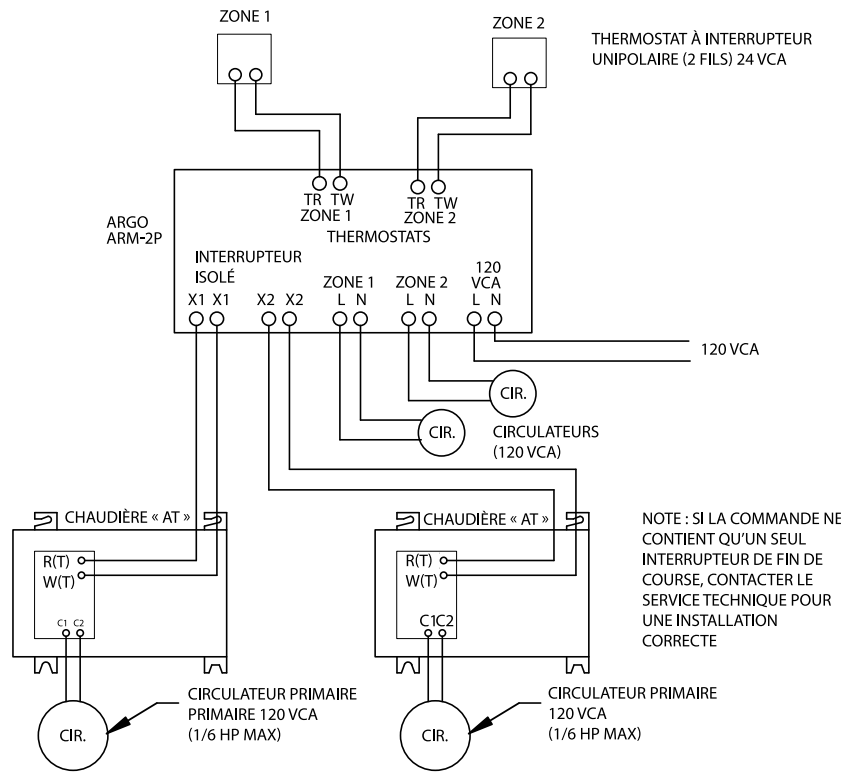 ZONE 1
ZONE 2
THERMOSTAT À INTERRUPTEUR
UNIPOLAIRE (2 FILS) 24 VCA
TR TW
ZONE 1
TR TW
ZONE 2
THERMOSTATS
ARGO
ARM-2P
INTERRUPTEUR
ISOLÉ
X1 X1
X2 X2
ZONE 1
L N
ZONE 2
L N
120
VCA
L N
120 VCA
CIR.
CIR.
CIRCULATEURS
(120 VCA)
CHAUDIÈRE « AT »
R(T)
W(T)
C1 C2
CHAUDIÈRE « AT »
R(T)
W(T)
C1C2
NOTE : SI LA COMMANDE NE
CONTIENT QU'UN SEUL
INTERRUPTEUR DE FIN DE
COURSE, CONTACTER LE
SERVICE TECHNIQUE POUR
UNE INSTALLATION
CORRECTE
CIR.
CIRCULATEUR PRIMAIRE
PRIMAIRE 120 VCA
(1/6 HP MAX)
CIR.
CIRCULATEUR PRIMAIRE
120 VCA
(1/6 HP MAX)